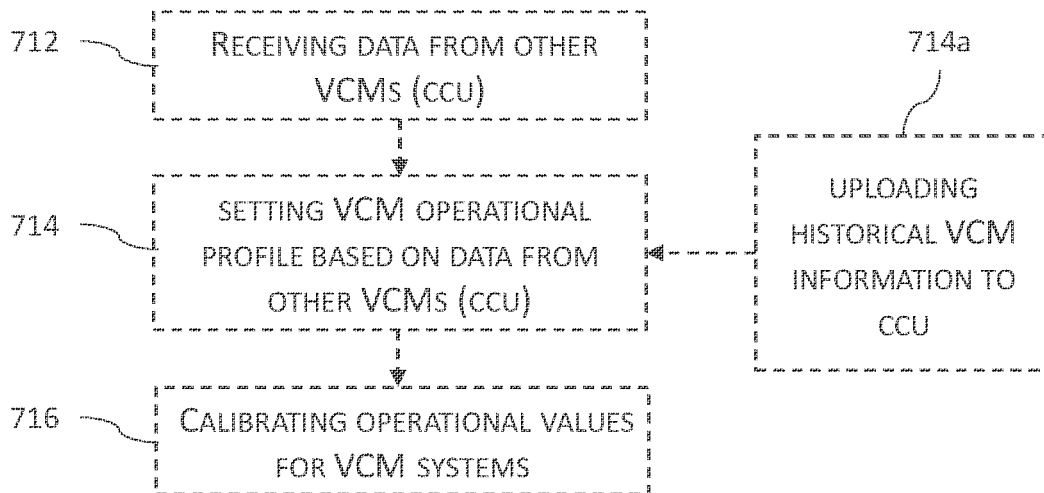 712
RECEIVING DATA FROM OTHER
VCMS (CCU)
714a
714
SETTING VCM OPERATIONAL
PROFILE BASED ON DATA FROM
OTHER VCMS (CCU)
UPLOADING
HISTORICAL VCM
INFORMATION TO
CCU
716
CALIBRATING OPERATIONAL VALUES
FOR VCM SYSTEMS